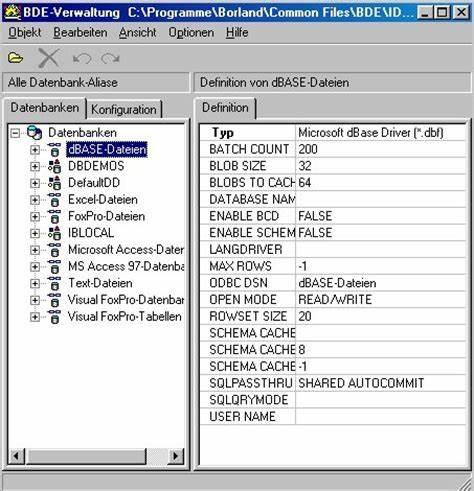 BDE-Verwaltung C:\Programme\Borland\Common Files\BDE\ID...
Objekt Bearbeiten Ansicht Optionen Hilfe
Alle Datenbank-Aliase
Definition von dBASE-Dateien
Datenbanken Konfiguration
Definition
Datenbanken
dBASE-Dateien
DBDEMOS
DefaultDD
Excel-Dateien
FoxPro-Dateien
IBLOCAL
Microsoft Access-Daten
MS Access 97-Datenba
Text-Dateien
Visual FoxPro-Datenbar
Visual FoxPro-Tabellen
Typ Microsoft dBase Driver (*.dbf)
BATCH COUNT 200
BLOB SIZE 32
BLOBS TO CACH 64
DATABASE NAM
ENABLE BCD FALSE
ENABLE SCHEM FALSE
LANGDRIVER
MAX ROWS -1
ODBC DSN dBASE-Dateien
OPEN MODE READ/WRITE
ROWSET SIZE 20
SCHEMA CACHE
SCHEMA CACHE 8
SCHEMA CACHE -1
SQLPASSTHRU SHARED AUTOCOMMIT
SQLQRYMODE
USER NAME